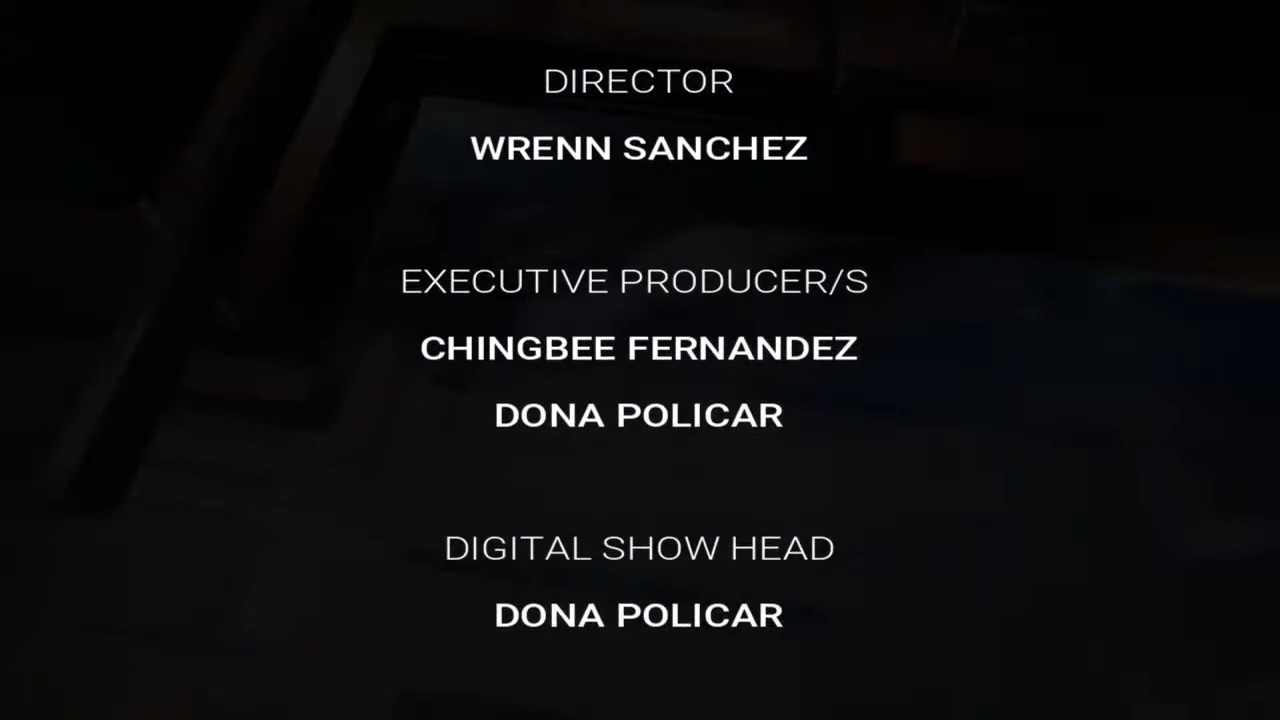 DIRECTOR
WRENN SANCHEZ
EXECUTIVE PRODUCER/S
CHINGBEE FERNANDEZ
DONA POLICAR
DIGITAL SHOW HEAD
DONA POLICAR